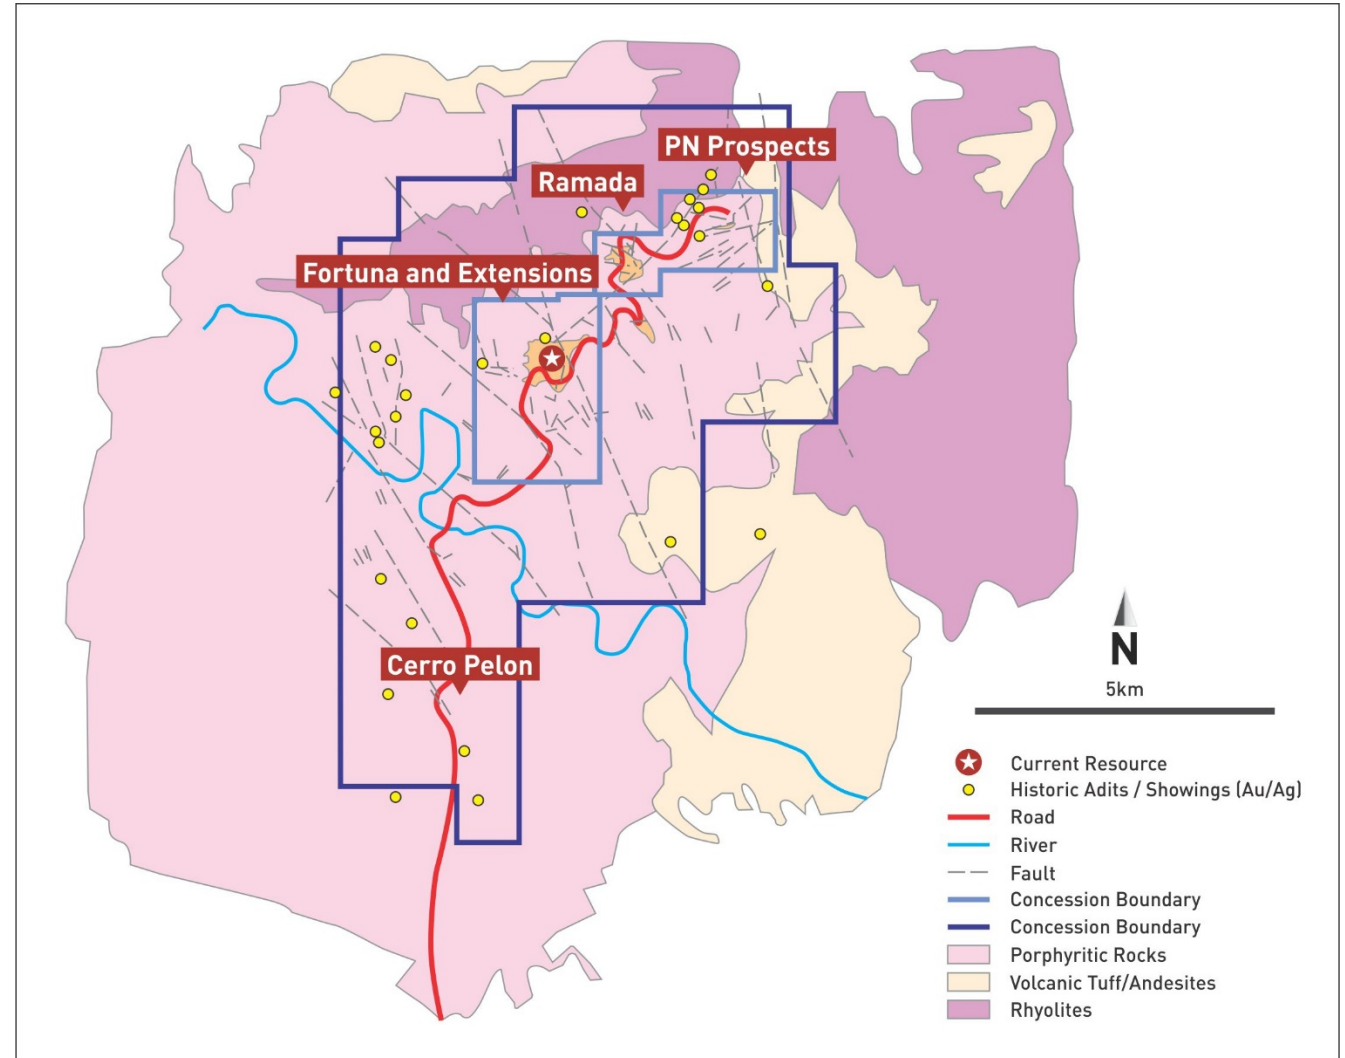 PN Prospects
Ramada
Fortuna and Extensions
Cerro Pelon
N
5km
Current Resource
Historic Adits / Showings (Au/Ag)
Road
River
Fault
Concession Boundary
Concession Boundary
Porphyritic Rocks
Volcanic Tuff/Andesites
Rhyolites